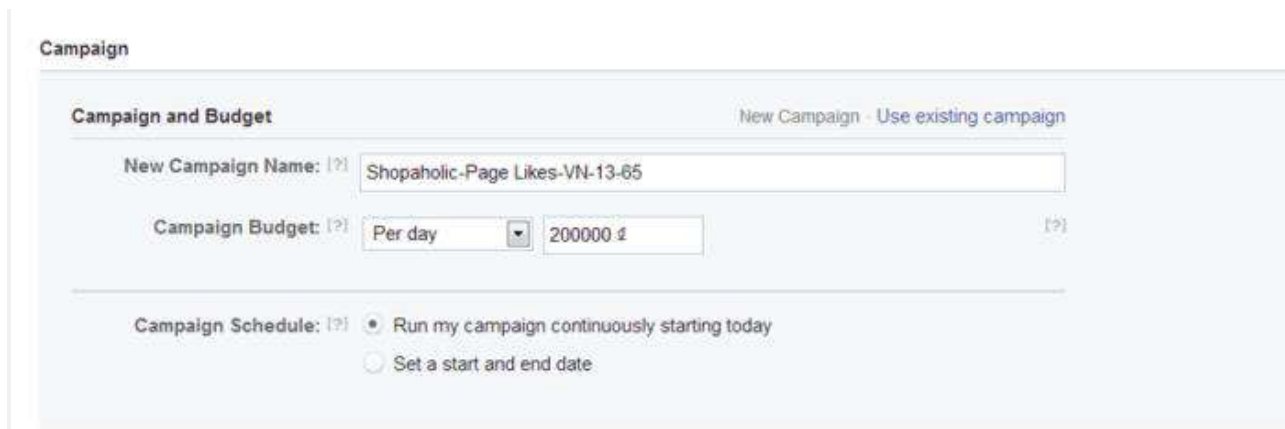 Campaign
Campaign and Budget New Campaign · Use existing campaign
New Campaign Name: [?] Shopaholic-Page Likes-VN-13-65
Campaign Budget: [?] Per day 200000 ₫ [?]
Campaign Schedule: [?] Run my campaign continuously starting today
Set a start and end date